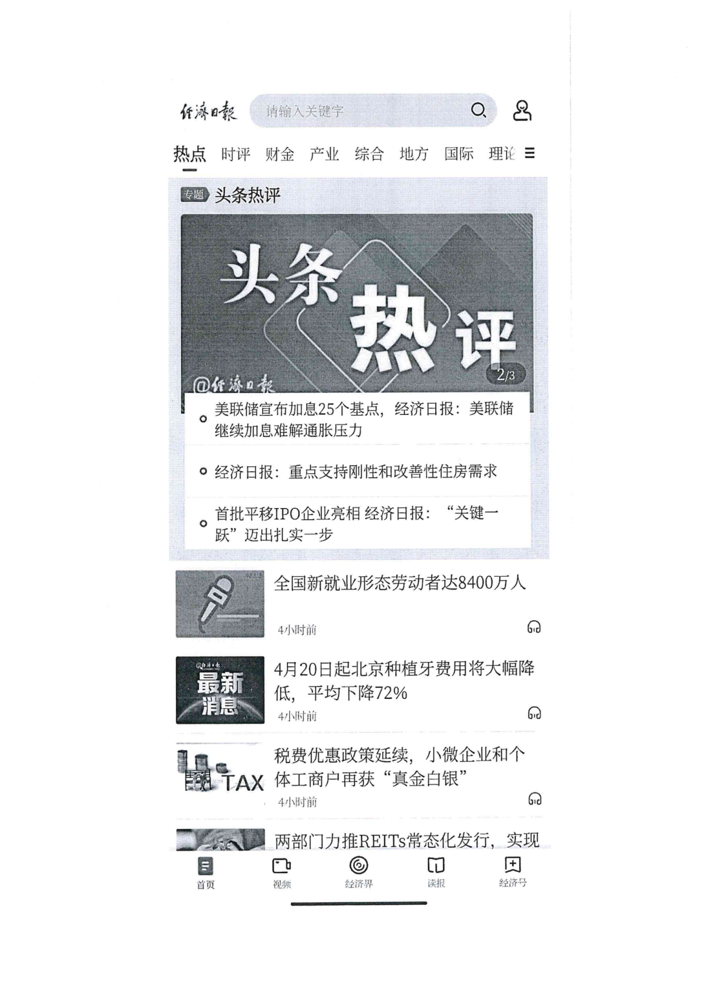 经济日报
请输入关键字
热点 时评 财金 产业 综合 地方 国际 理论
专题 头条热评
头条热评
@经济日报
2/3
美联储宣布加息25个基点，经济日报：美联储
继续加息难解通胀压力
经济日报：重点支持刚性和改善性住房需求
首批平移IPO企业亮相 经济日报：“关键一
跃”迈出扎实一步
全国新就业形态劳动者达8400万人
4小时前
@经济日报
最新
消息
4月20日起北京种植牙费用将大幅降
低，平均下降72%
4小时前
TAX
税费优惠政策延续，小微企业和个
体工商户再获“真金白银”
4小时前
两部门力推REITs常态化发行，实现
首页 视频 经济界 读报 经济号